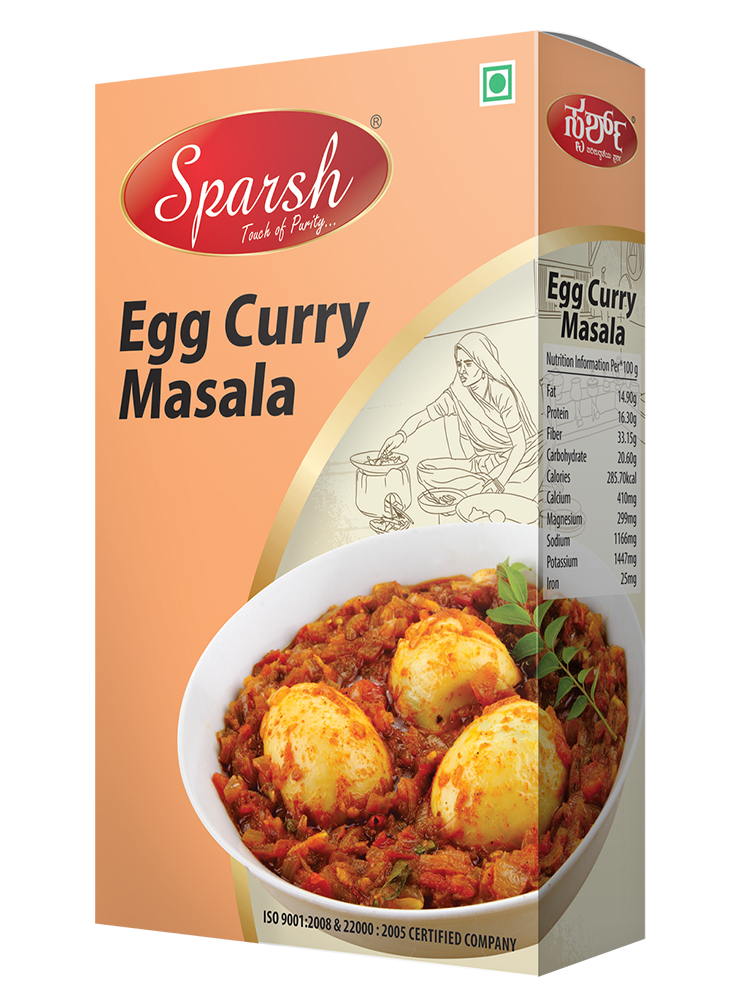 Sparsh
®
Touch of Purity...
Egg Curry
Masala
ISO 9001:2008 & 22000 : 2005 CERTIFIED COMPANY
ಸ್ಪರ್ಶ್
®
Egg Curry
Masala
Nutrition Information Per*100 g
Fat 14.90g
Protein 16.30g
Fiber 33.15g
Carbohydrate 20.60g
Calories 285.70kcal
Calcium 410mg
Magnesium 299mg
Sodium 1166mg
Potassium 1447mg
Iron 25mg